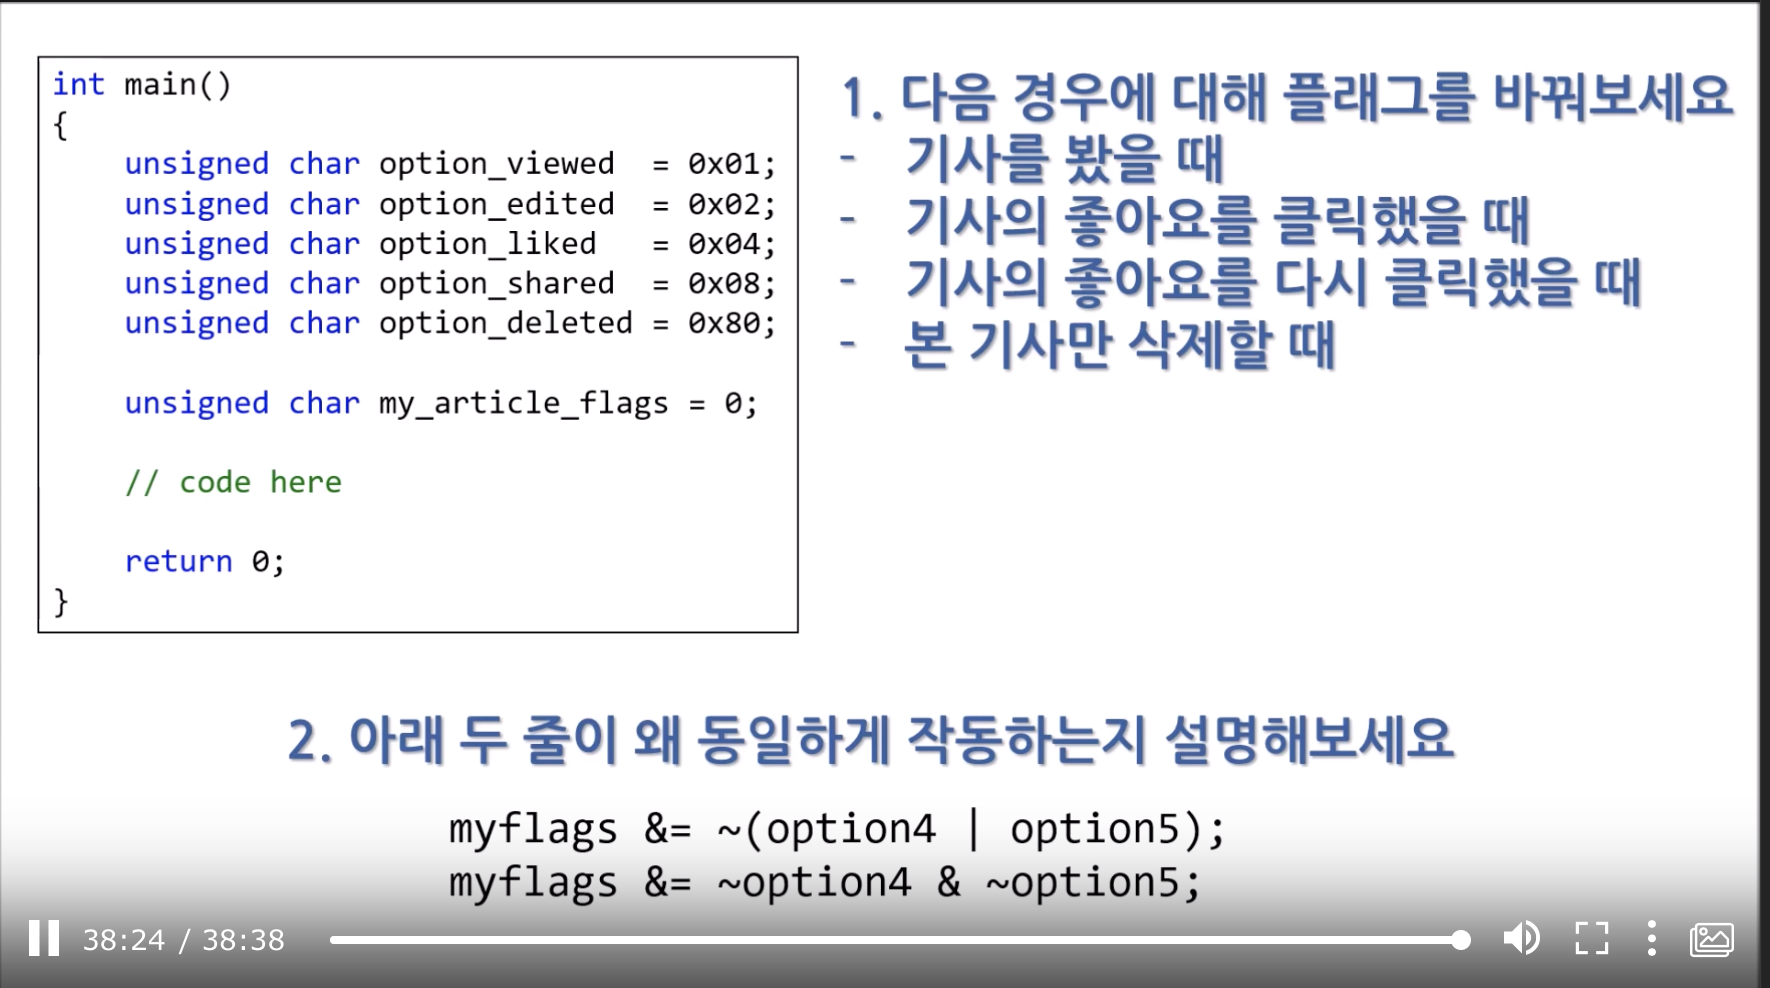 int main()
{
    unsigned char option_viewed  = 0x01;
    unsigned char option_edited  = 0x02;
    unsigned char option_liked   = 0x04;
    unsigned char option_shared  = 0x08;
    unsigned char option_deleted = 0x80;
    unsigned char my_article_flags = 0;
    // code here
    return 0;
}
1. 다음 경우에 대해 플래그를 바꿔보세요
- 기사를 봤을 때
- 기사의 좋아요를 클릭했을 때
- 기사의 좋아요를 다시 클릭했을 때
- 본 기사만 삭제할 때
2. 아래 두 줄이 왜 동일하게 작동하는지 설명해보세요
myflags &= ~(option4 | option5);
myflags &= ~option4 & ~option5;
38:24 / 38:38